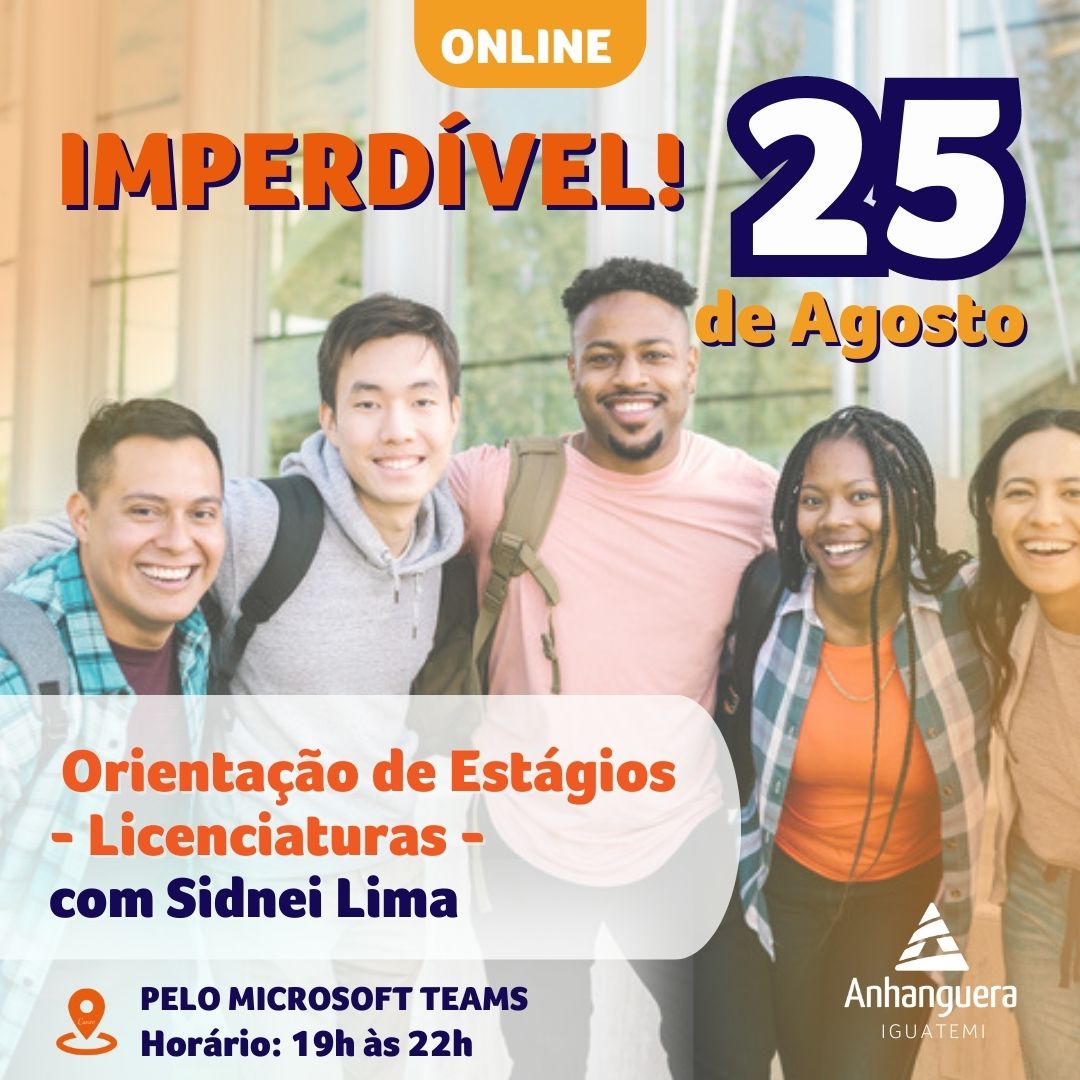 ONLINE
IMPERDÍVEL!
25
de Agosto
Orientação de Estágios
- Licenciaturas -
com Sidnei Lima
PELO MICROSOFT TEAMS
Horário: 19h às 22h
Anhanguera
IGUATEMI